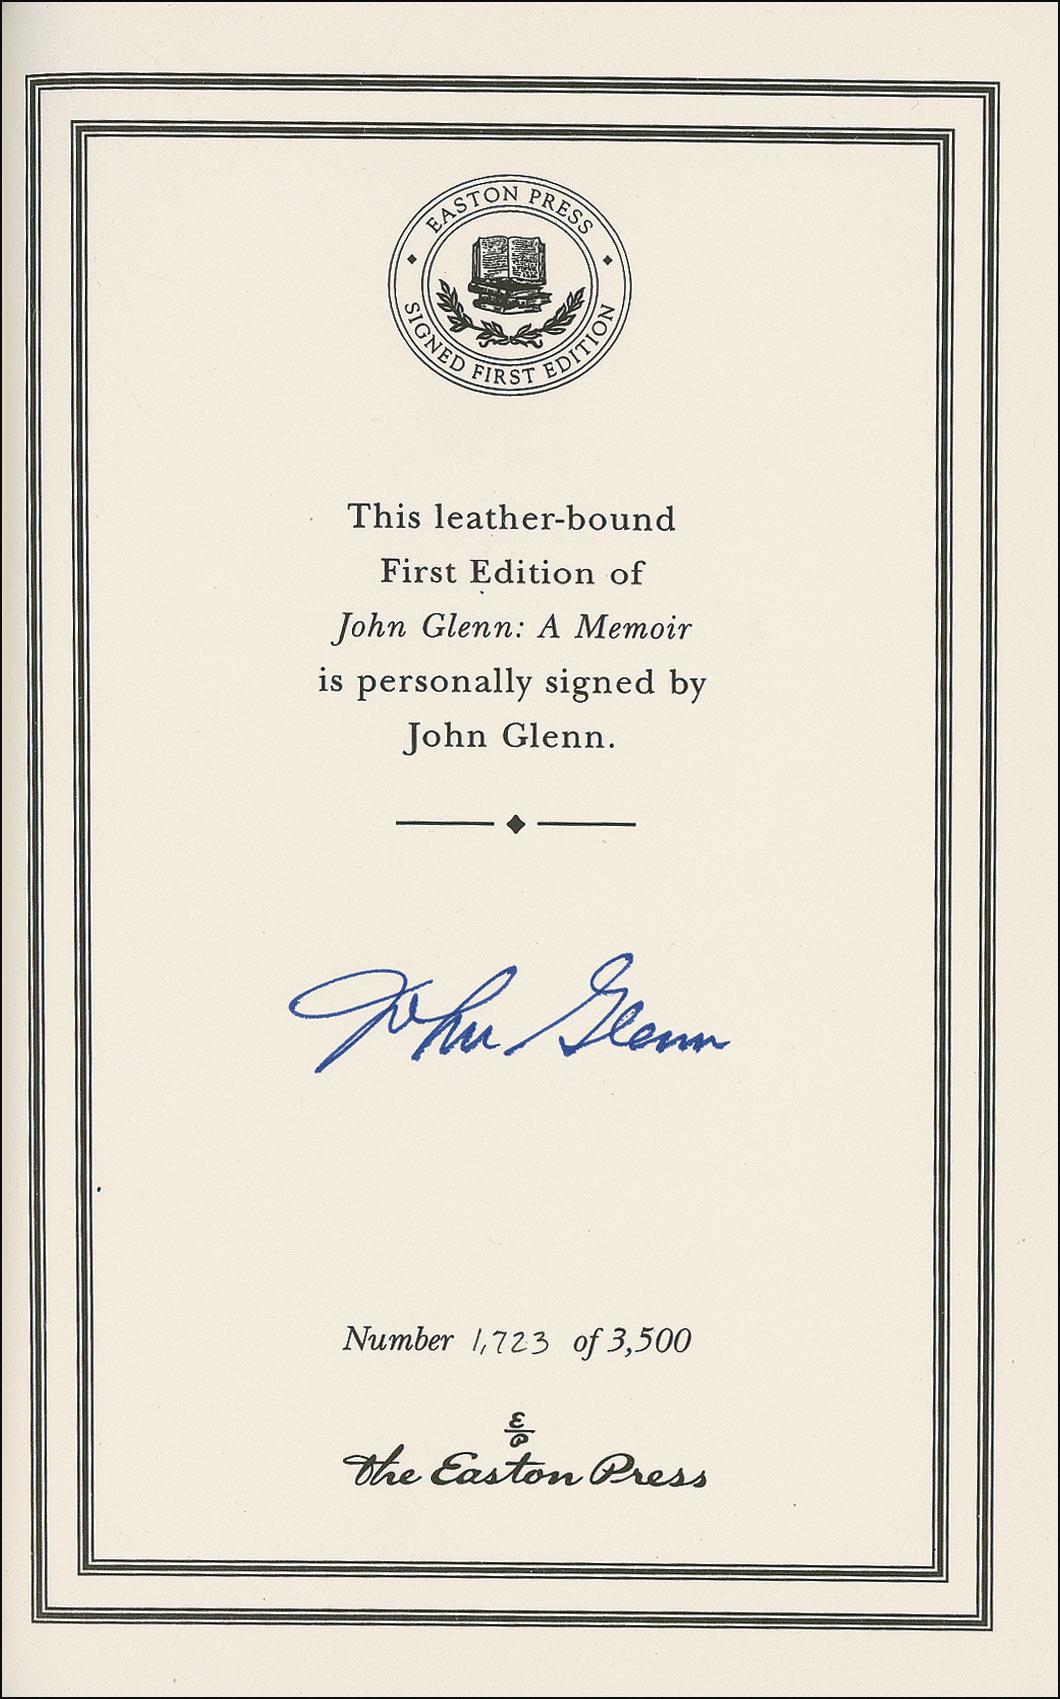 EASTON PRESS
SIGNED FIRST EDITION
This leather-bound
First Edition of
John Glenn: A Memoir
is personally signed by
John Glenn.
John Glenn
Number 1,723 of 3,500
E
P
The Easton Press